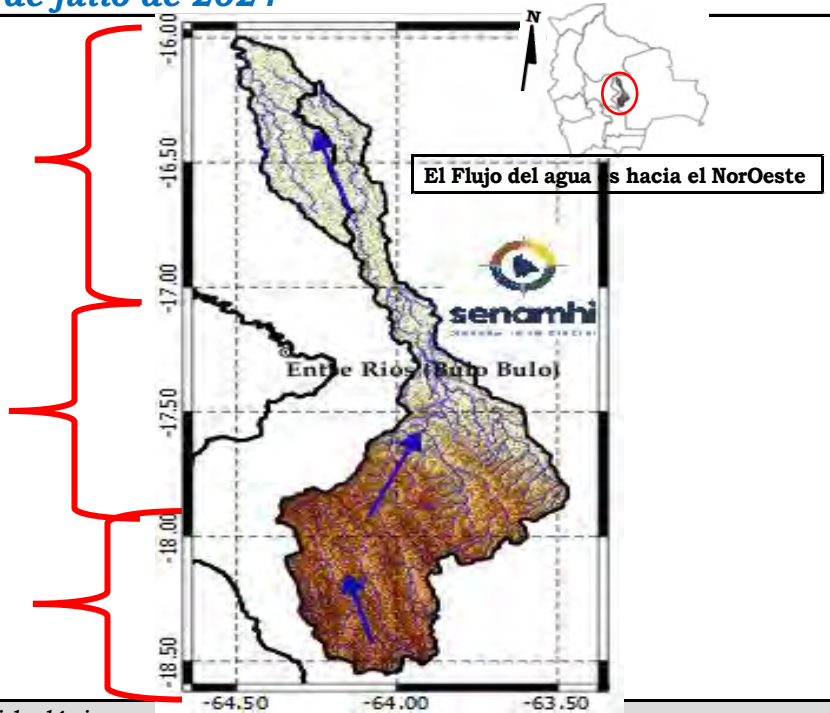 de julio de 2024
N
El Flujo del agua es hacia el NorOeste
senamhi
Entre Rios (Bulo Bulo)
-16.00
-16.50
-17.00
-17.50
-18.00
-18.50
-64.50
-64.00
-63.50